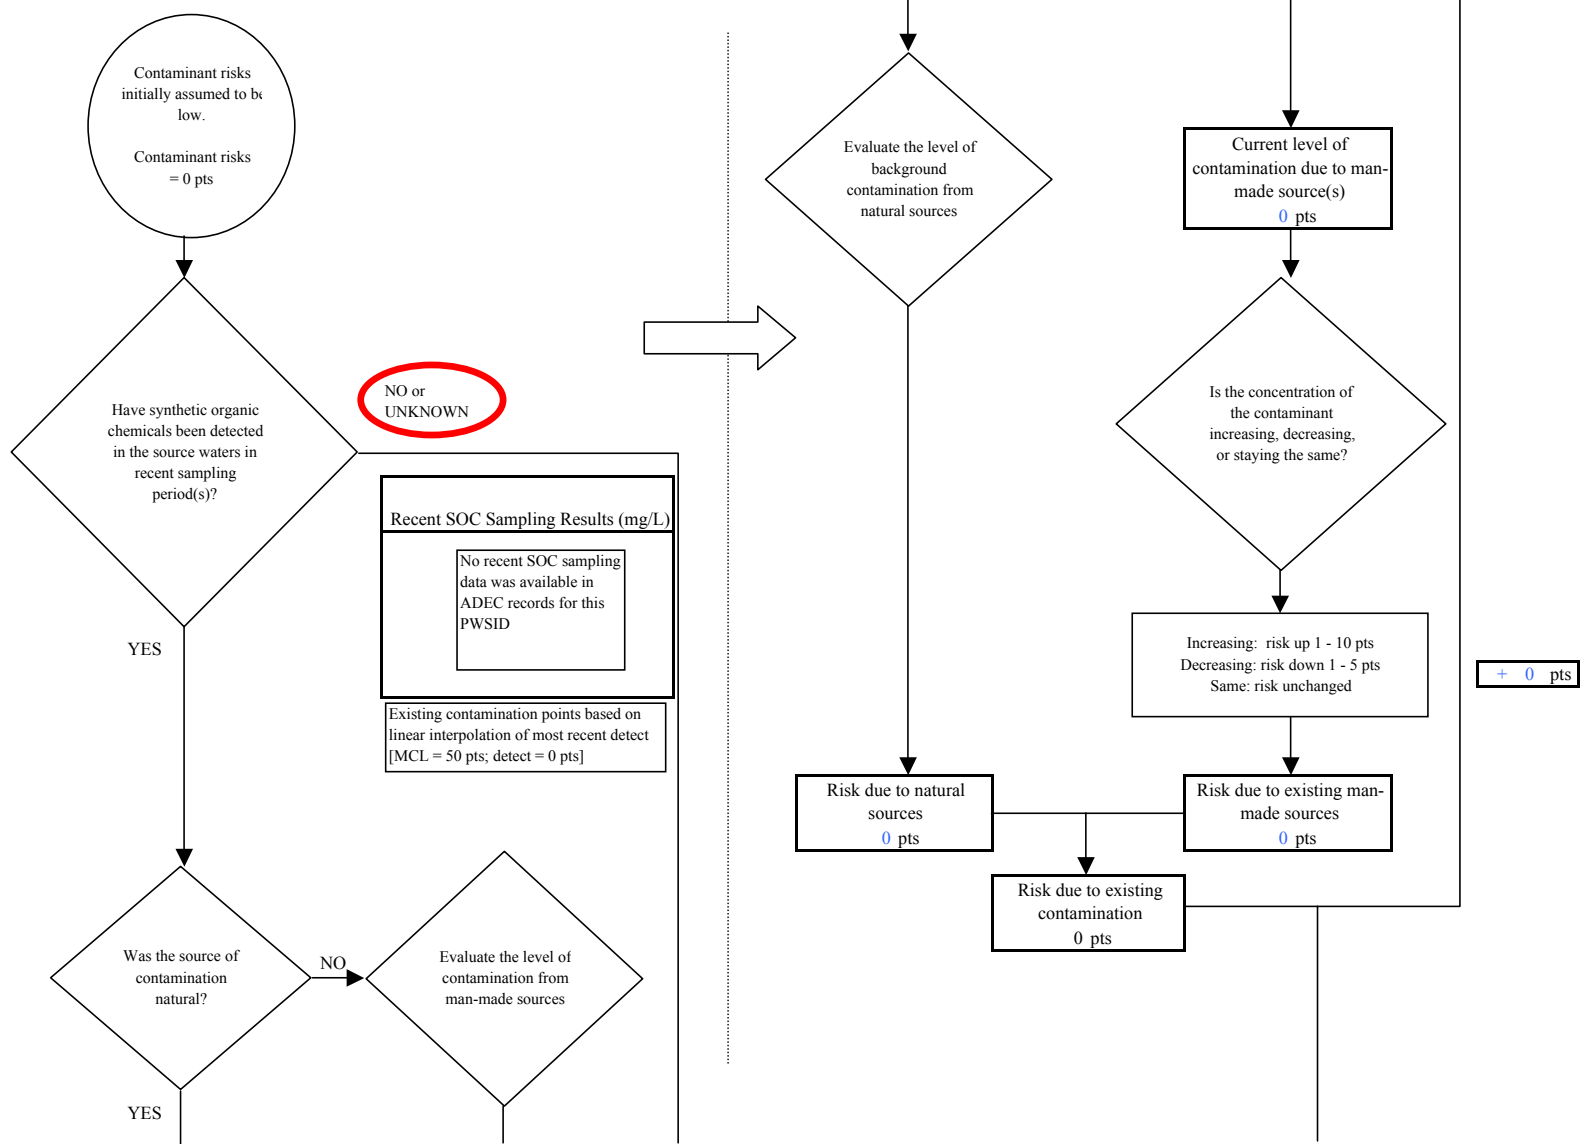 Contaminant risks
initially assumed to be
low.
Contaminant risks
= 0 pts
Have synthetic organic
chemicals been detected
in the source waters in
recent sampling
period(s)?
NO or
UNKNOWN
Recent SOC Sampling Results (mg/L)
No recent SOC sampling
data was available in
ADEC records for this
PWSID
YES
Existing contamination points based on
linear interpolation of most recent detect
[MCL = 50 pts; detect = 0 pts]
Was the source of
contamination
natural?
NO
Evaluate the level of
contamination from
man-made sources
YES
Evaluate the level of
background
contamination from
natural sources
Current level of
contamination due to man-
made source(s)
0 pts
Is the concentration of
the contaminant
increasing, decreasing,
or staying the same?
Increasing: risk up 1 - 10 pts
Decreasing: risk down 1 - 5 pts
Same: risk unchanged
+ 0 pts
Risk due to natural
sources
0 pts
Risk due to existing man-
made sources
0 pts
Risk due to existing
contamination
0 pts